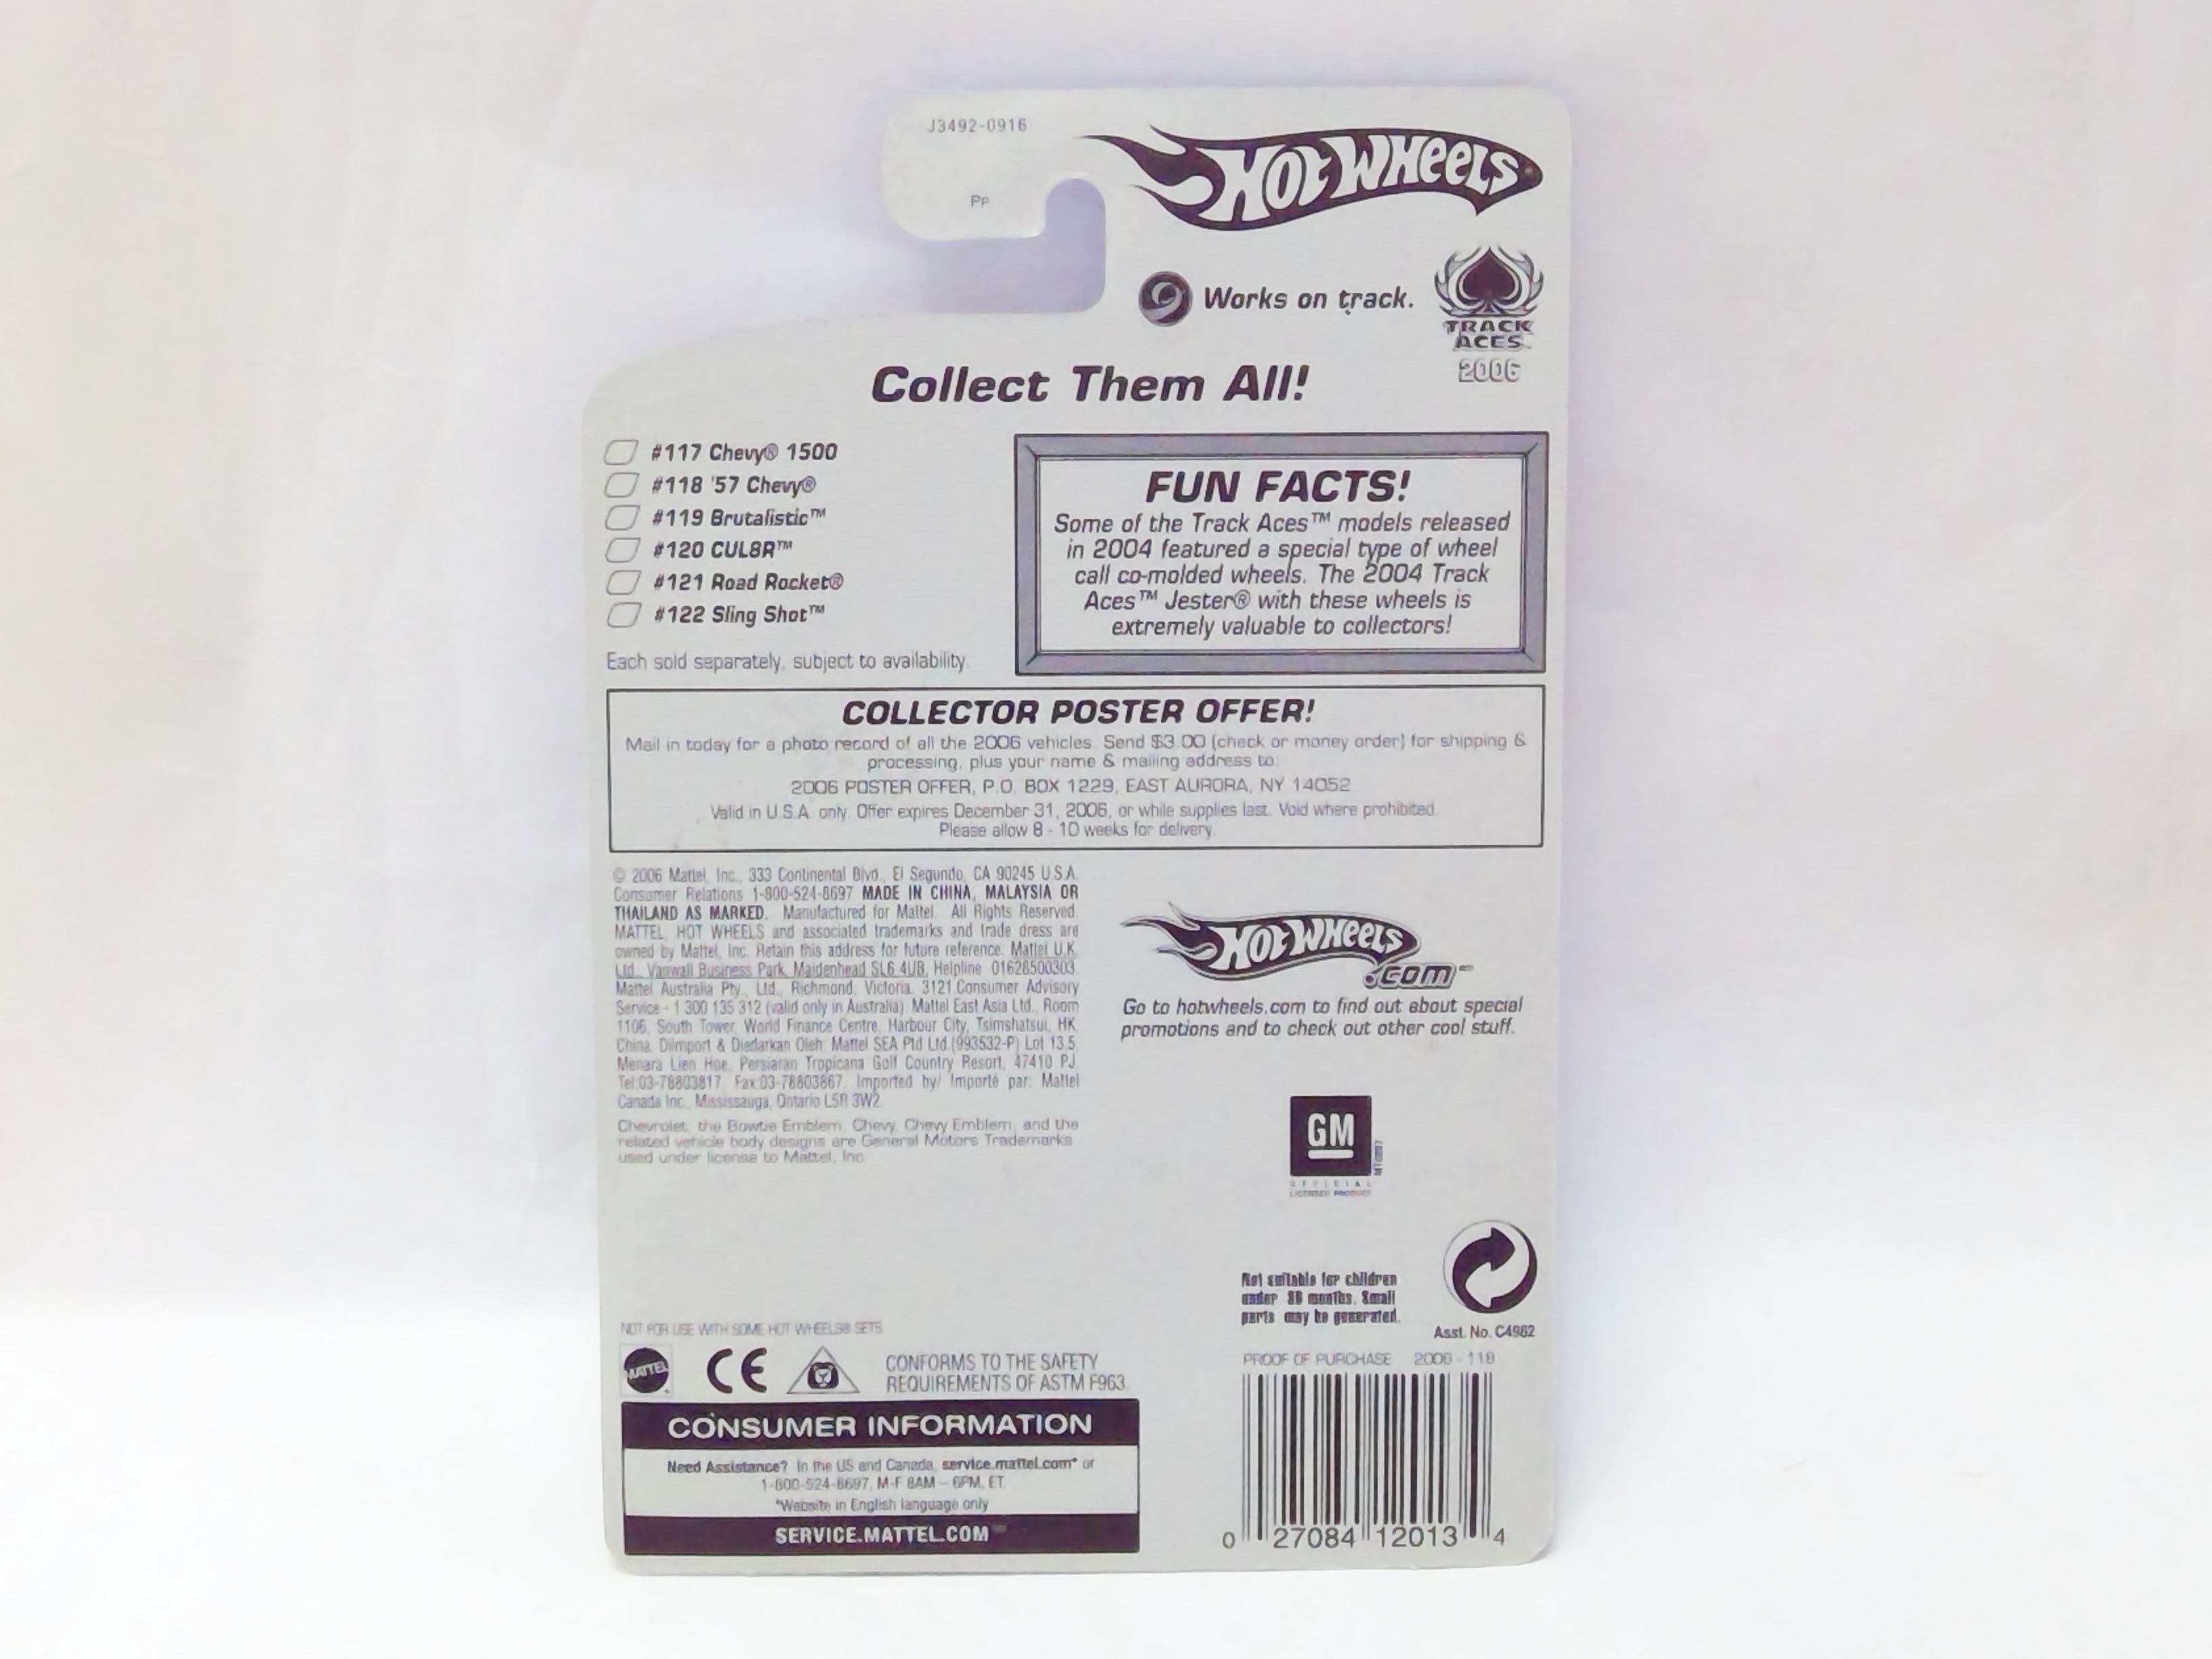 J3492-0916
HOT WHEELS
PP
Works on track.
TRACK
ACES
2006
Collect Them All!
#117 Chevy® 1500
#118 '57 Chevy®
#119 Brutalistic™
#120 CUL8R™
#121 Road Rocket®
#122 Sling Shot™
Each sold separately, subject to availability.
FUN FACTS!
Some of the Track Aces™ models released
in 2004 featured a special type of wheel
call co-molded wheels. The 2004 Track
Aces™ Jester® with these wheels is
extremely valuable to collectors!
COLLECTOR POSTER OFFER!
Mail in today for a photo record of all the 2006 vehicles. Send $3.00 (check or money order) for shipping &
processing, plus your name & mailing address to:
2006 POSTER OFFER, P.O. BOX 1229, EAST AURORA, NY 14052
Valid in U.S.A. only. Offer expires December 31, 2006, or while supplies last. Void where prohibited.
Please allow 8 - 10 weeks for delivery.
© 2006 Mattel, Inc., 333 Continental Blvd., El Segundo, CA 90245 U.S.A.
Consumer Relations 1-800-524-8697 MADE IN CHINA, MALAYSIA OR
THAILAND AS MARKED. Manufactured for Mattel. All Rights Reserved.
MATTEL, HOT WHEELS and associated trademarks and trade dress are
owned by Mattel, Inc. Retain this address for future reference: Mattel U.K.
Ltd., Vanwall Business Park, Maidenhead SL6 4UB. Helpline 01628500303.
Mattel Australia Pty., Ltd., Richmond, Victoria. 3121.Consumer Advisory
Service - 1 300 135 312 (valid only in Australia). Mattel East Asia Ltd., Room
1106, South Tower, World Finance Centre, Harbour City, Tsimshatsui, HK,
China. Diimport & Diedarkan Oleh: Mattel SEA Ptd Ltd.(993532-P) Lot 13.5,
Menara Lien Hoe, Persiaran Tropicana Golf Country Resort, 47410 PJ.
Tel:03-78803817, Fax:03-78803867. Imported by/ Importé par: Mattel
Canada Inc., Mississauga, Ontario L5R 3W2.
Chevrolet, the Bowtie Emblem, Chevy, Chevy Emblem, and the
related vehicle body designs are General Motors Trademarks
used under license to Mattel, Inc.
HOT WHEELS
.COM™
Go to hotwheels.com to find out about special
promotions and to check out other cool stuff.
GM
OFFICIAL
LICENSED PRODUCT
Not suitable for children
under 36 months. Small
parts may be generated.
Asst. No. C4982
NOT FOR USE WITH SOME HOT WHEELS® SETS
MATTEL
CE
CONFORMS TO THE SAFETY
REQUIREMENTS OF ASTM F963.
CONSUMER INFORMATION
Need Assistance? In the US and Canada, service.mattel.com* or
1-800-524-8697, M-F 8AM – 6PM, ET.
*Website in English language only
SERVICE.MATTEL.COM
PROOF OF PURCHASE 2006 - 118
0 27084 12013 4